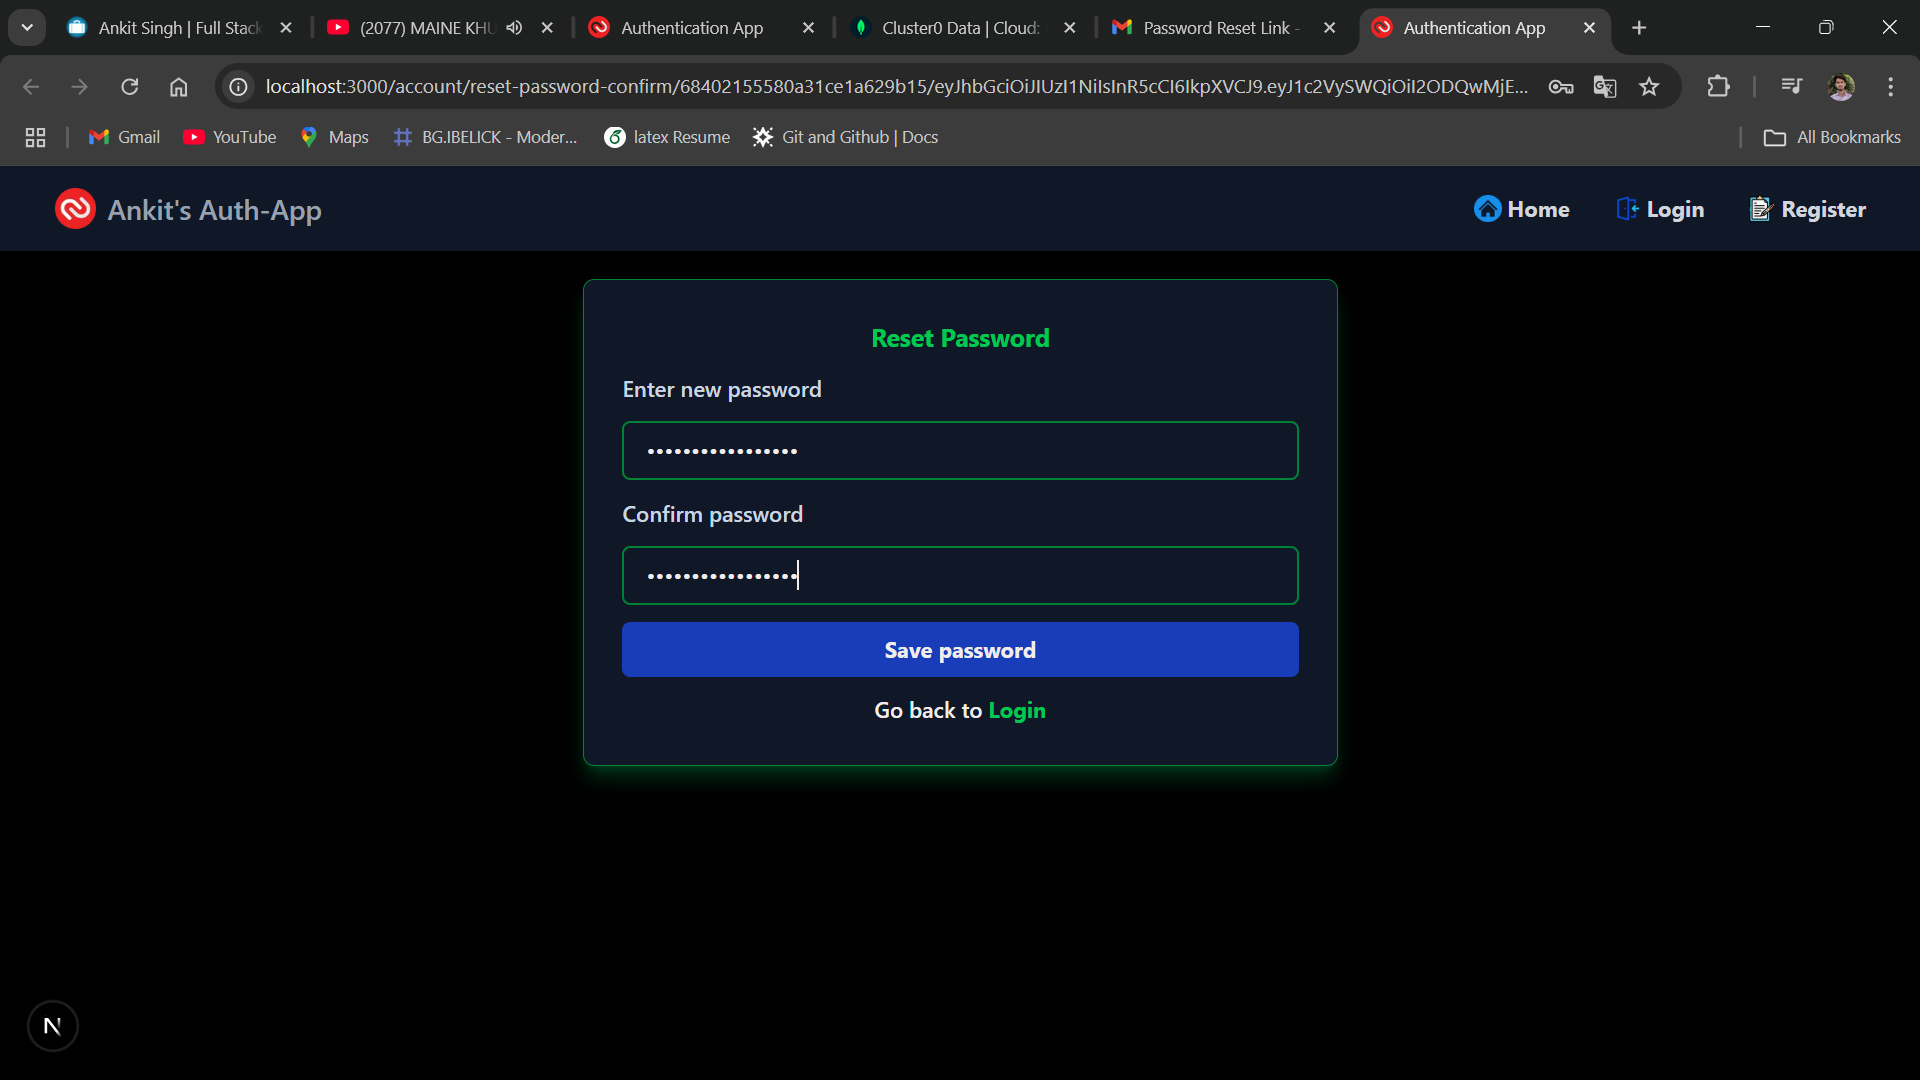 Ankit Singh | Full Stack
(2077) MAINE KHU
Authentication App
Cluster0 Data | Cloud:
Password Reset Link -
Authentication App
localhost:3000/account/reset-password-confirm/68402155580a31ce1a629b15/eyJhbGciOiJIUzI1NiIsInR5cCI6IkpXVCJ9.eyJ1c2VySWQiOiI2ODQwMjE...
Gmail
YouTube
Maps
BG.IBELICK - Moder...
latex Resume
Git and Github | Docs
All Bookmarks
Ankit's Auth-App
Home
Login
Register
Reset Password
Enter new password
•••••••••••••••••
Confirm password
•••••••••••••••••
Save password
Go back to Login
N